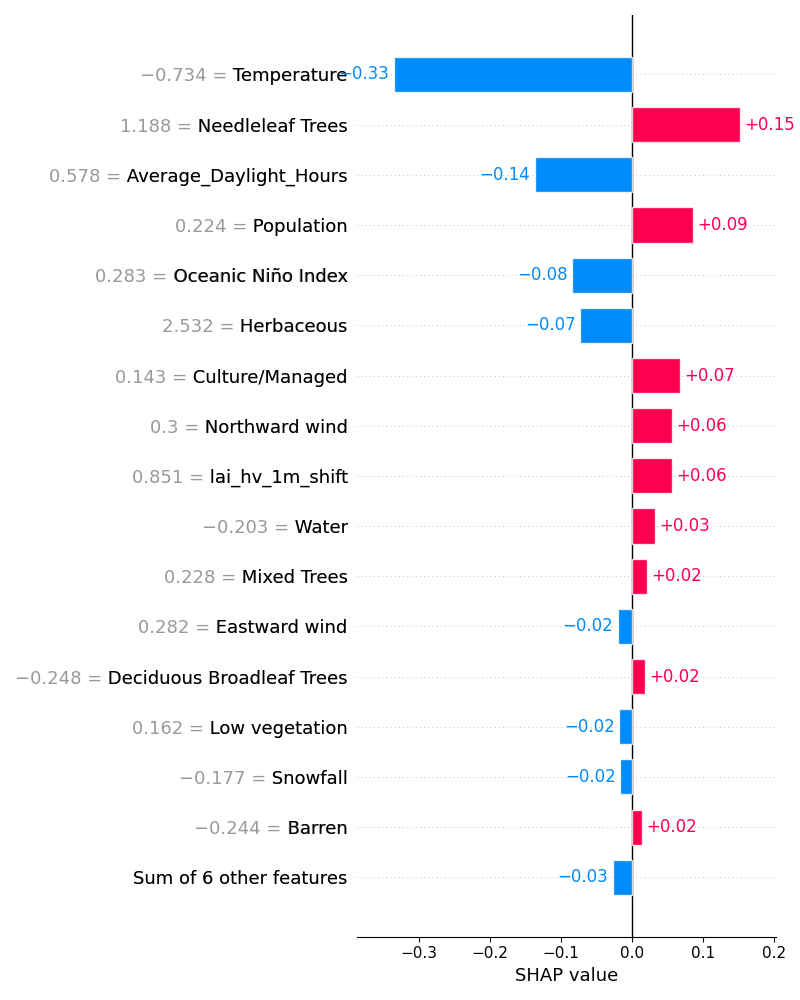 −0.734 = Temperature −0.33
1.188 = Needleleaf Trees +0.15
0.578 = Average_Daylight_Hours −0.14
0.224 = Population +0.09
0.283 = Oceanic Niño Index −0.08
2.532 = Herbaceous −0.07
0.143 = Culture/Managed +0.07
0.3 = Northward wind +0.06
0.851 = lai_hv_1m_shift +0.06
−0.203 = Water +0.03
0.228 = Mixed Trees +0.02
0.282 = Eastward wind −0.02
−0.248 = Deciduous Broadleaf Trees +0.02
0.162 = Low vegetation −0.02
−0.177 = Snowfall −0.02
−0.244 = Barren +0.02
Sum of 6 other features −0.03
−0.3 −0.2 −0.1 0.0 0.1 0.2
SHAP value